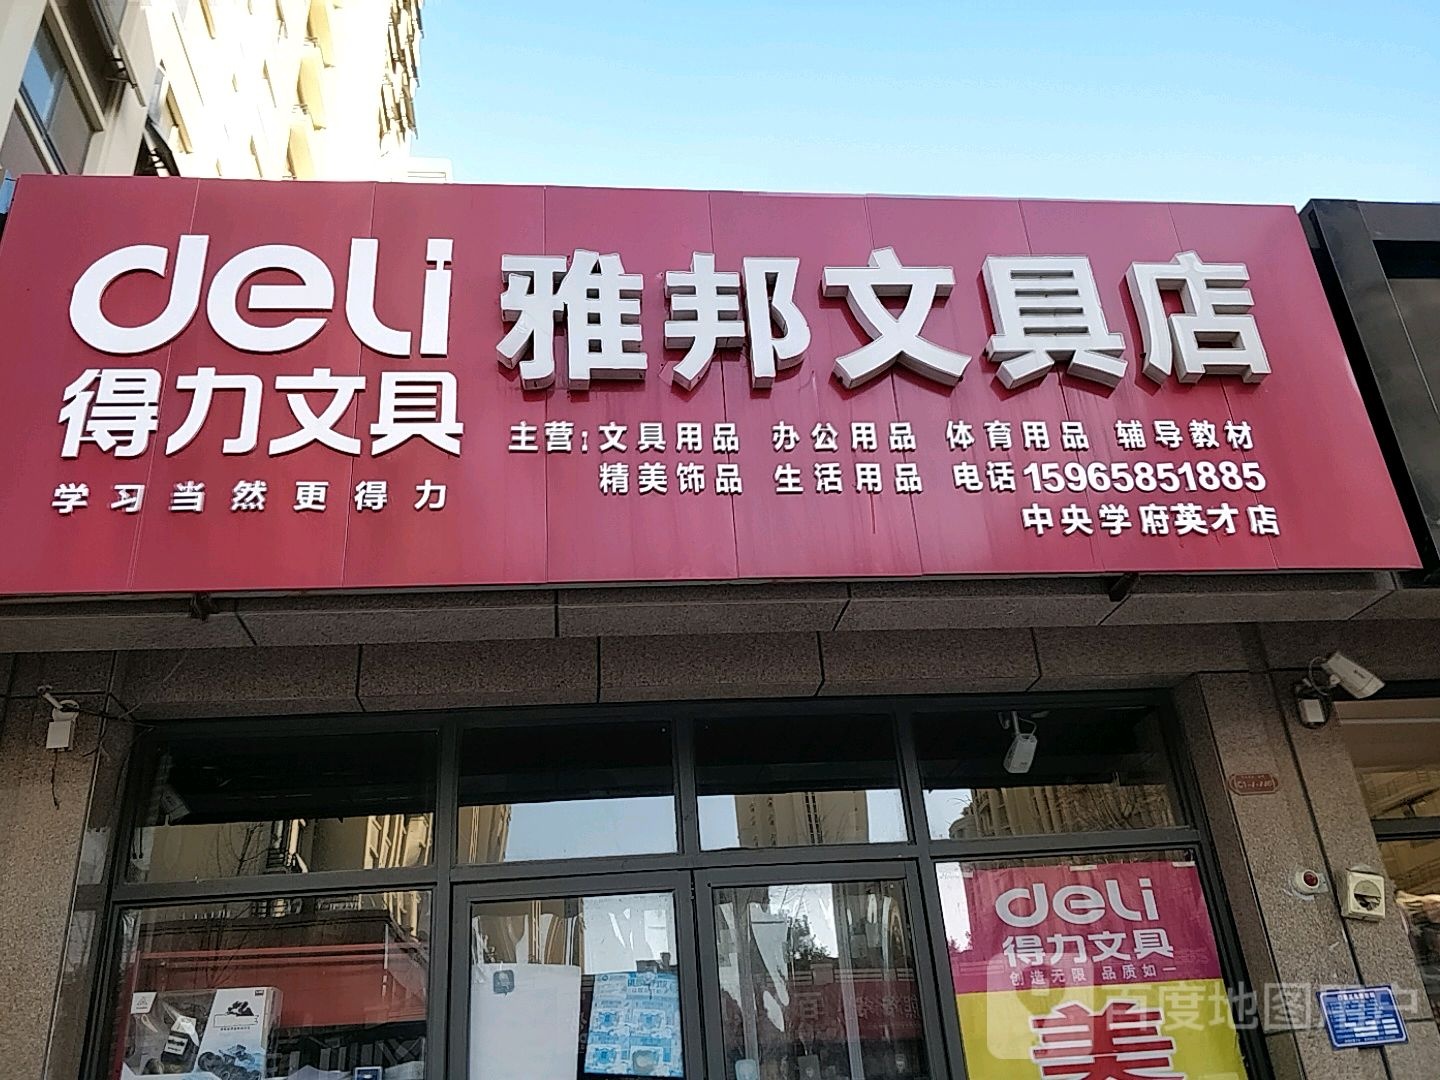 deli
得力文具
学习当然更得力
雅邦文具店
主营:文具用品 办公用品 体育用品 辅导教材
精美饰品 生活用品 电话15965851885
中央学府英才店
deli
得力文具
创造无限 品质如一
美
百度地图用户